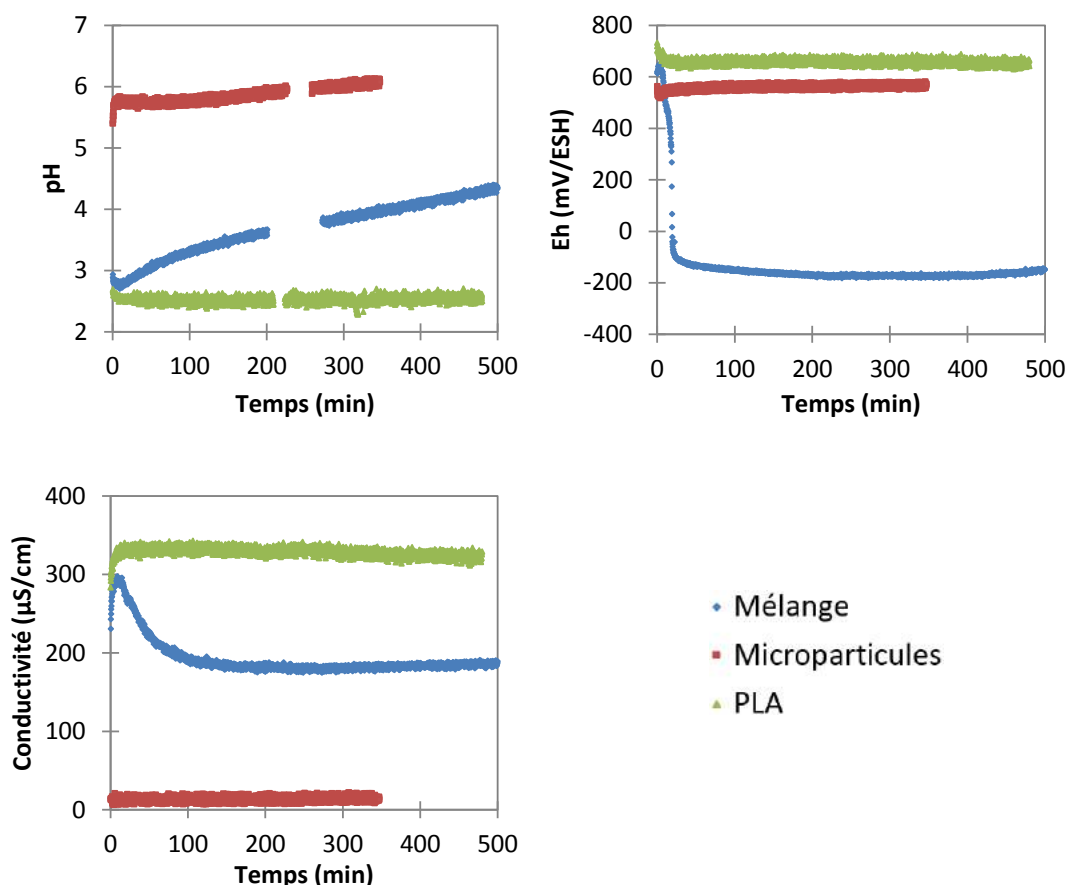 7
6
5
4
3
2
pH
0 100 200 300 400 500
Temps (min)
800
600
400
200
0
-200
-400
Eh (mV/ESH)
0 100 200 300 400 500
Temps (min)
400
300
200
100
0
Conductivité (µS/cm)
0 100 200 300 400 500
Temps (min)
Mélange
Microparticules
PLA